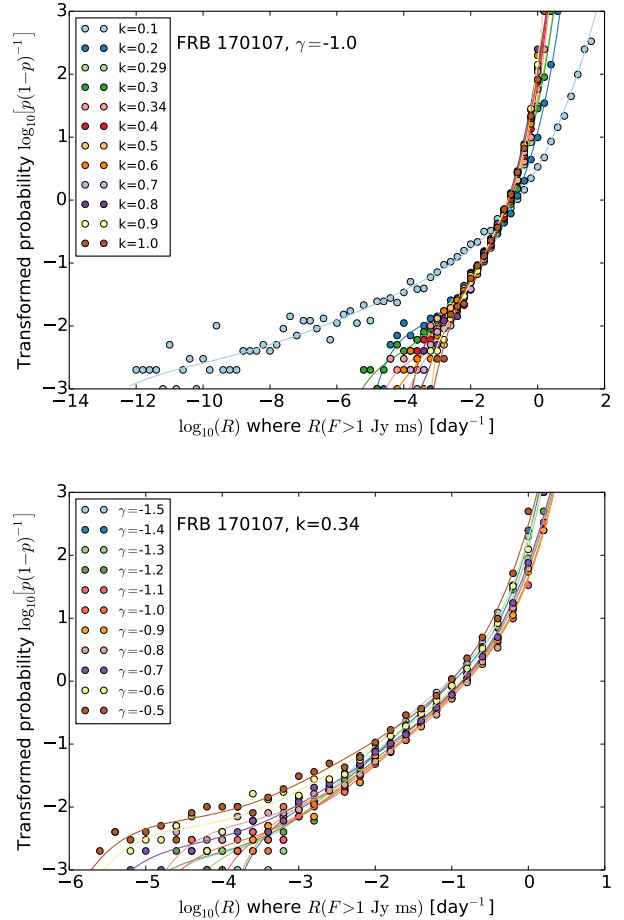 FRB 170107, γ=-1.0
k=0.1
k=0.2
k=0.29
k=0.3
k=0.34
k=0.4
k=0.5
k=0.6
k=0.7
k=0.8
k=0.9
k=1.0
Transformed probability log₁₀[p(1−p)⁻¹]
3
2
1
0
−1
−2
−3
−14 −12 −10 −8 −6 −4 −2 0 2
log₁₀(R) where R(F>1 Jy ms) [day⁻¹]
FRB 170107, k=0.34
γ=-1.5
γ=-1.4
γ=-1.3
γ=-1.2
γ=-1.1
γ=-1.0
γ=-0.9
γ=-0.8
γ=-0.7
γ=-0.6
γ=-0.5
Transformed probability log₁₀[p(1−p)⁻¹]
3
2
1
0
−1
−2
−3
−6 −5 −4 −3 −2 −1 0 1
log₁₀(R) where R(F>1 Jy ms) [day⁻¹]